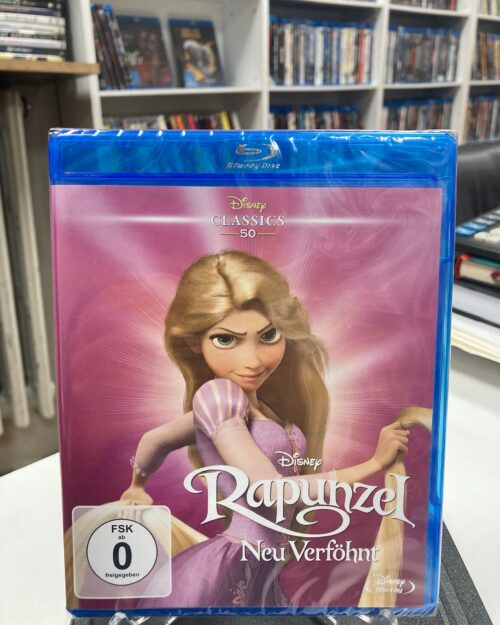 Blu-ray Disc
Disney
CLASSICS
50
Disney
Rapunzel
Neu Verföhnt
FSK
ab
0
freigegeben
Disney
Blu-ray